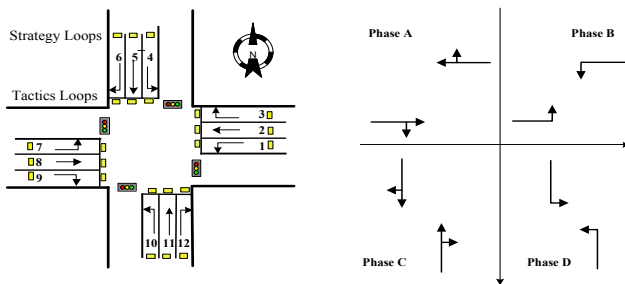 Strategy Loops
6 5 4
N
Tactics Loops
3
2
1
7
8
9
10 11 12
Phase A
Phase B
Phase C
Phase D